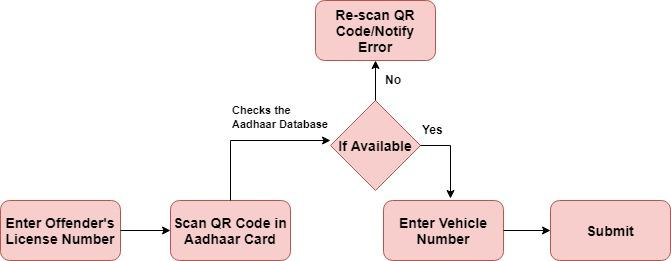 Re-scan QR
Code/Notify
Error
No
Checks the
Aadhaar Database
If Available
Yes
Enter Offender's
License Number
Scan QR Code in
Aadhaar Card
Enter Vehicle
Number
Submit